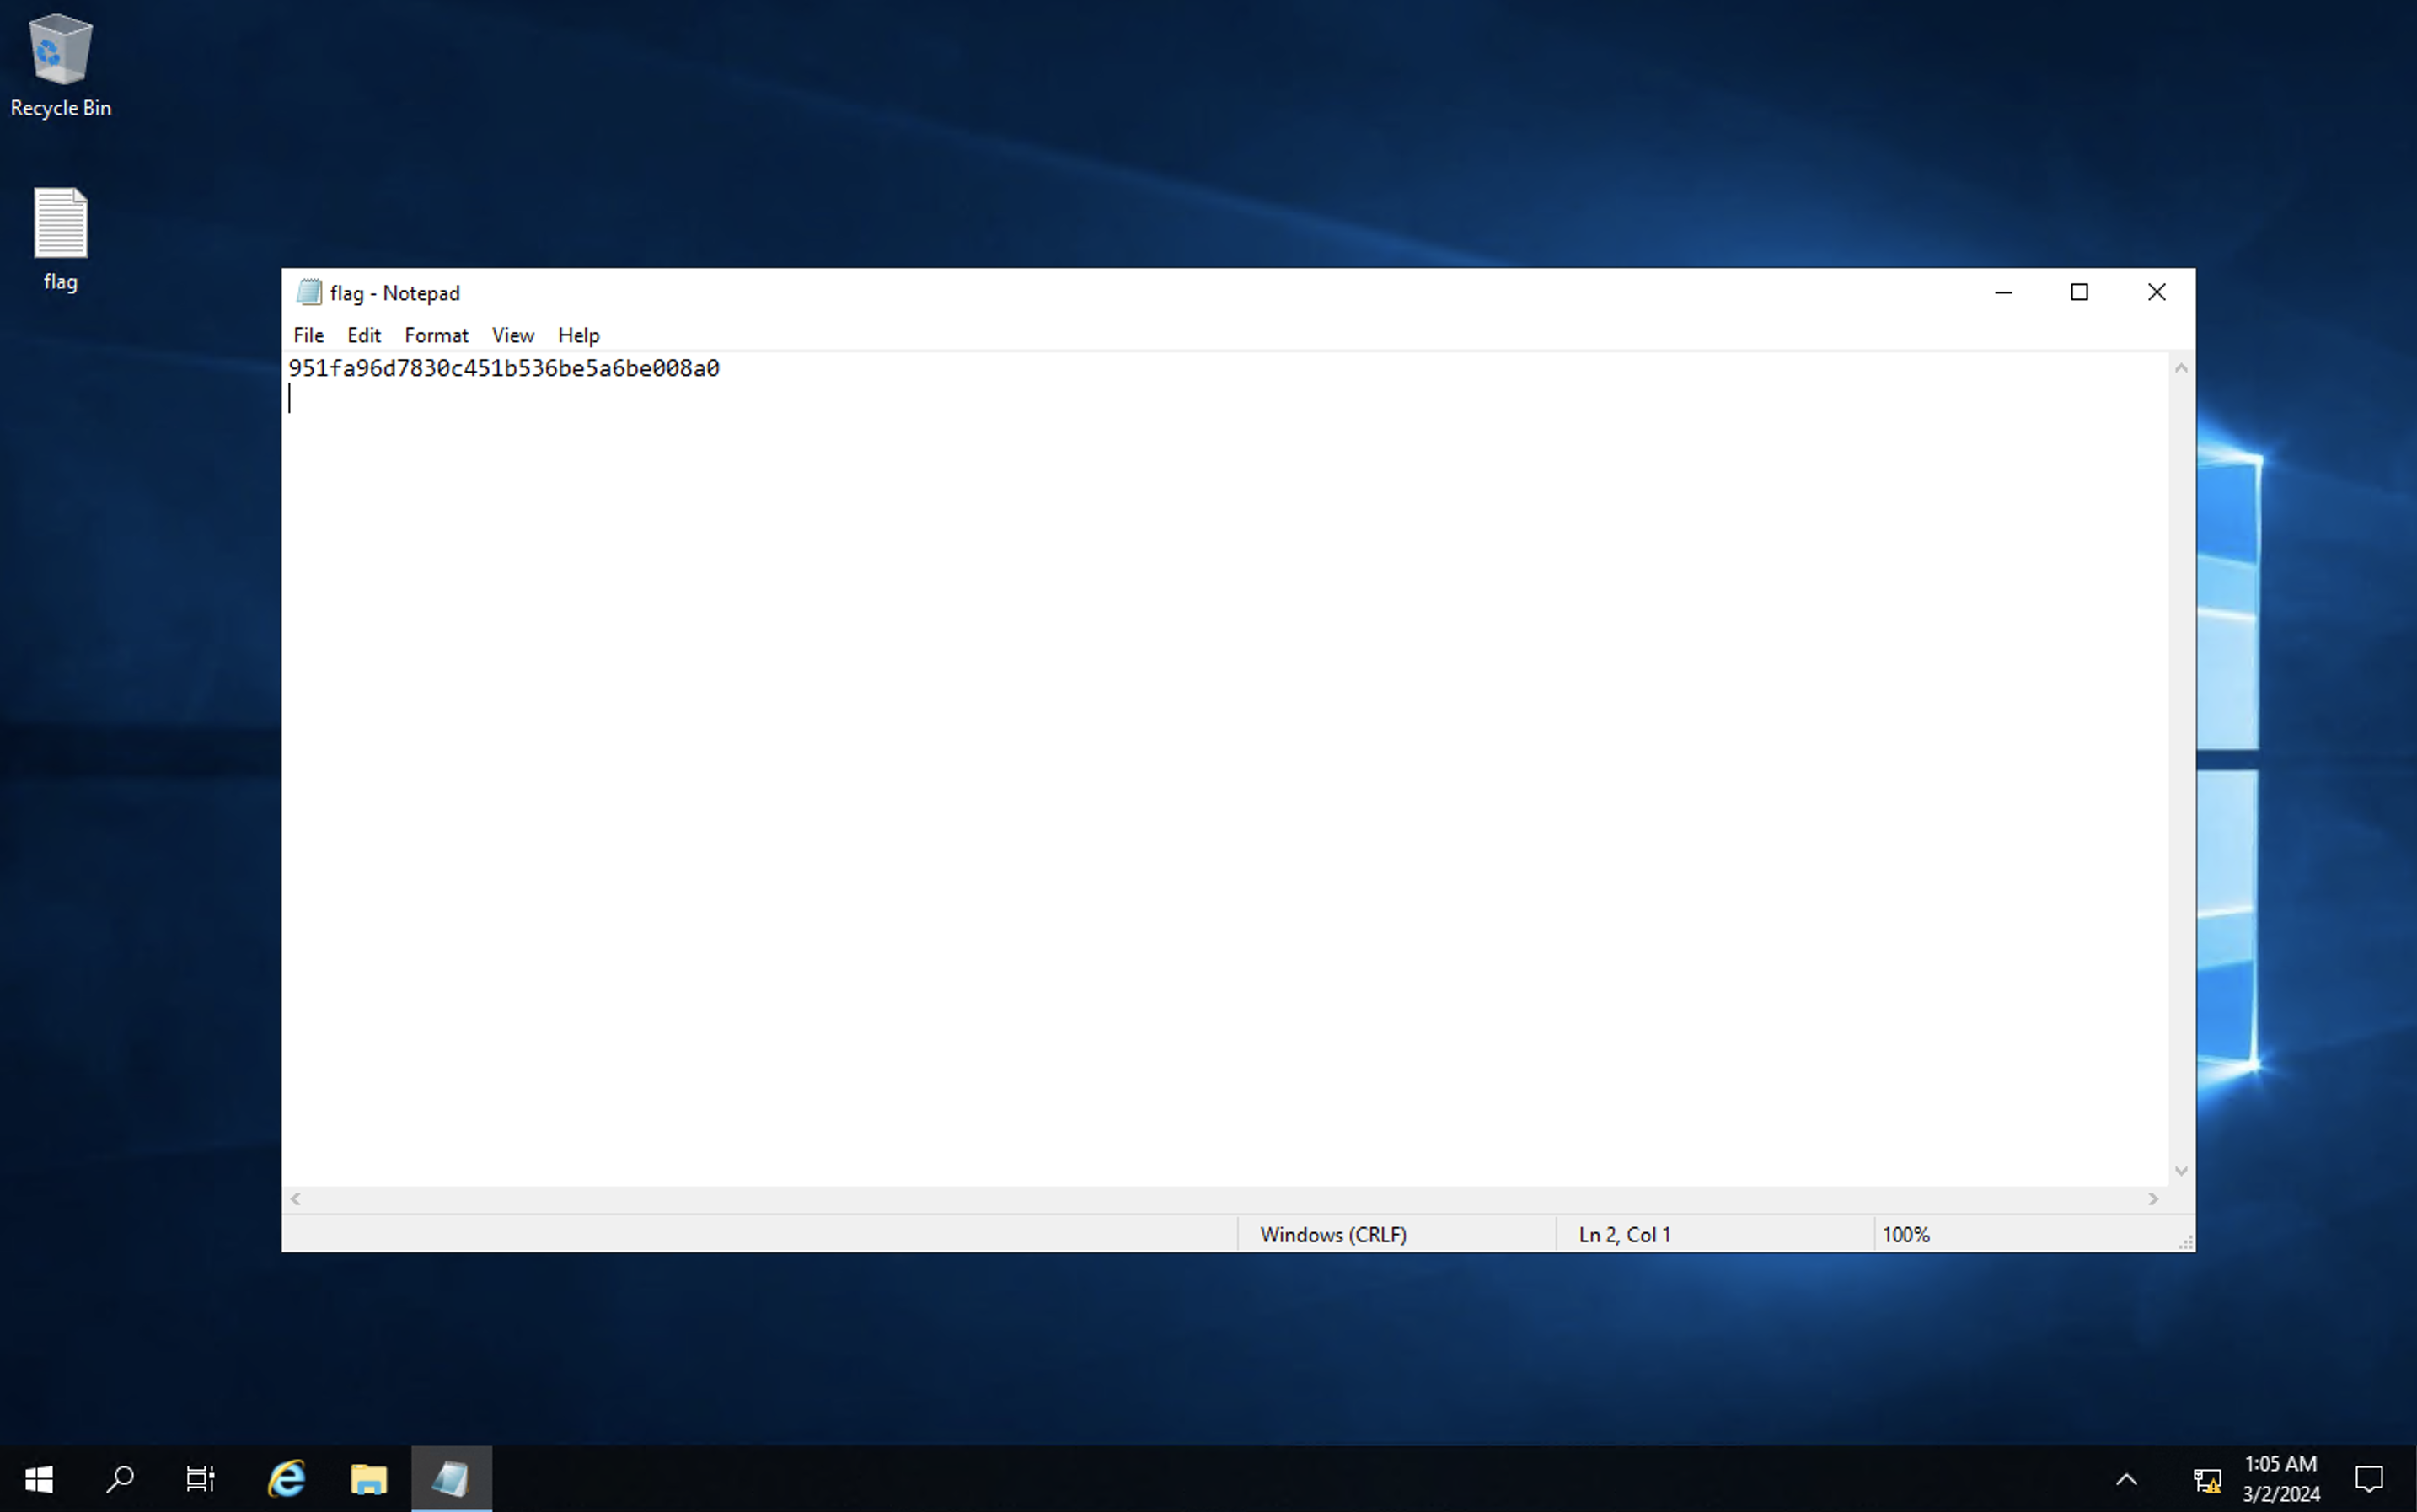 Recycle Bin
flag
flag - Notepad
File Edit Format View Help
951fa96d7830c451b536be5a6be008a0
Windows (CRLF) Ln 2, Col 1 100%
1:05 AM
3/2/2024